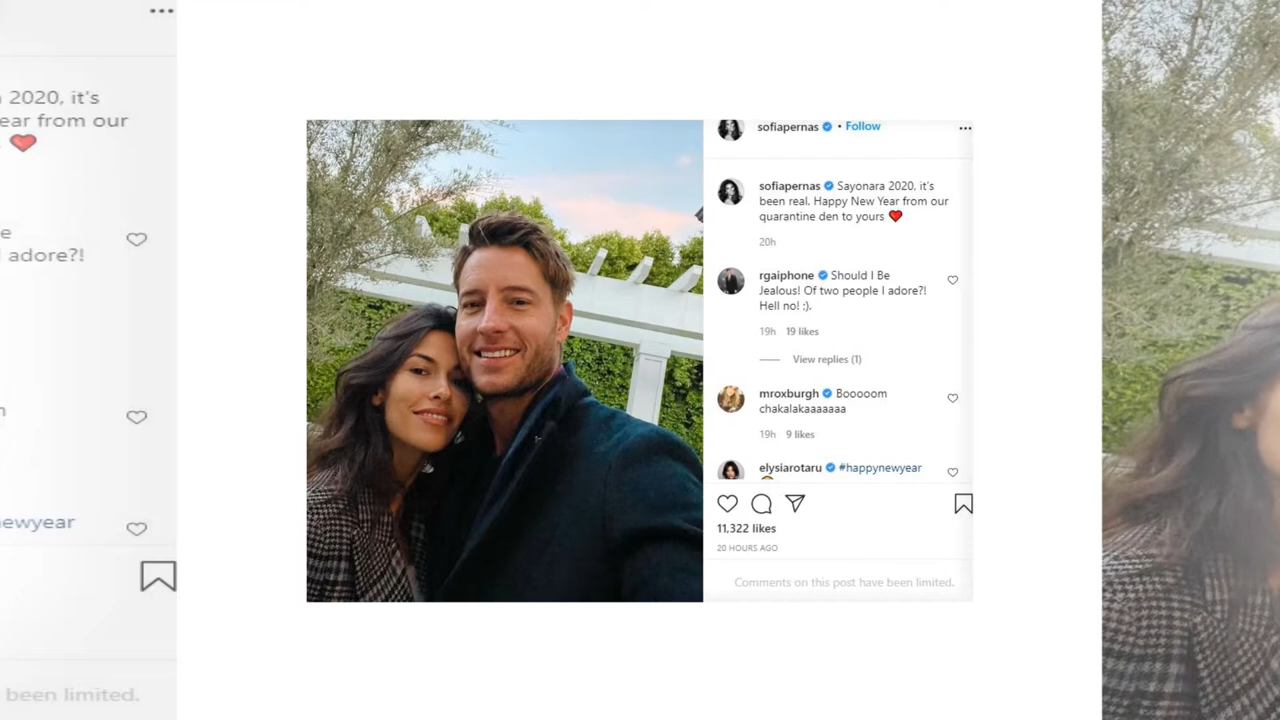 2020, it's
ear from our
e
adore?!
ewyear
been limited.
sofiapernas • Follow
sofiapernas Sayonara 2020, it's
been real. Happy New Year from our
quarantine den to yours ❤️
20h
rgaiphone Should I Be
Jealous! Of two people I adore?!
Hell no! :).
19h 19 likes
View replies (1)
mroxburgh Booooom
chakalakaaaaaaa
19h 9 likes
elysiarotaru #happynewyear
11,322 likes
20 HOURS AGO
Comments on this post have been limited.